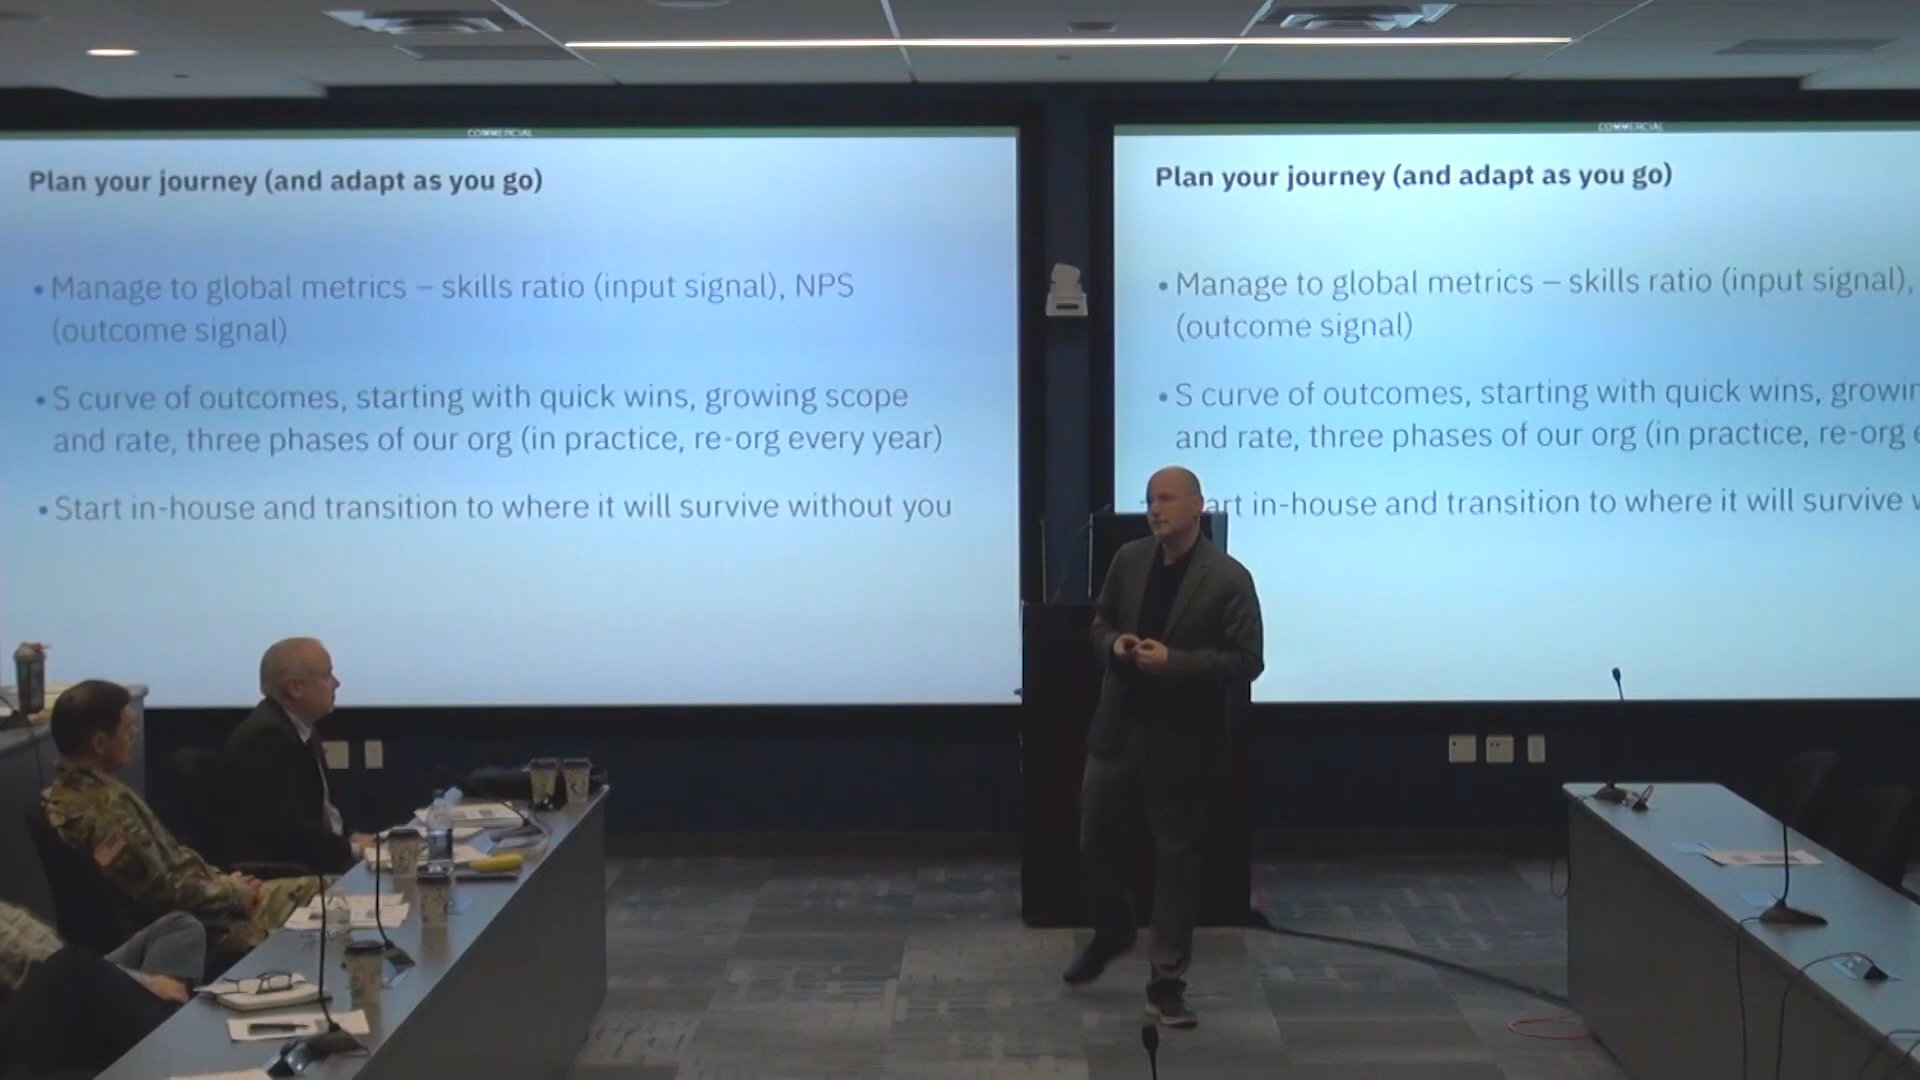 COMMERCIAL
Plan your journey (and adapt as you go)
• Manage to global metrics – skills ratio (input signal), NPS
(outcome signal)
• S curve of outcomes, starting with quick wins, growing scope
and rate, three phases of our org (in practice, re-org every year)
• Start in-house and transition to where it will survive without you
COMMERCIAL
Plan your journey (and adapt as you go)
• Manage to global metrics – skills ratio (input signal),
(outcome signal)
• S curve of outcomes, starting with quick wins,
and rate, three phases of our org (in practice, re-org
in-house and transition to where it will survive